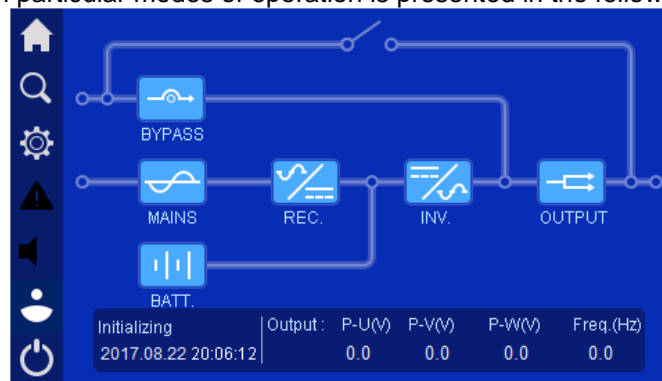 particular modes of operation is presented in the follow
BYPASS
MAINS REC. INV. OUTPUT
BATT.
Initializing Output : P-U(V) P-V(V) P-W(V) Freq.(Hz)
2017.08.22 20:06:12 0.0 0.0 0.0 0.0